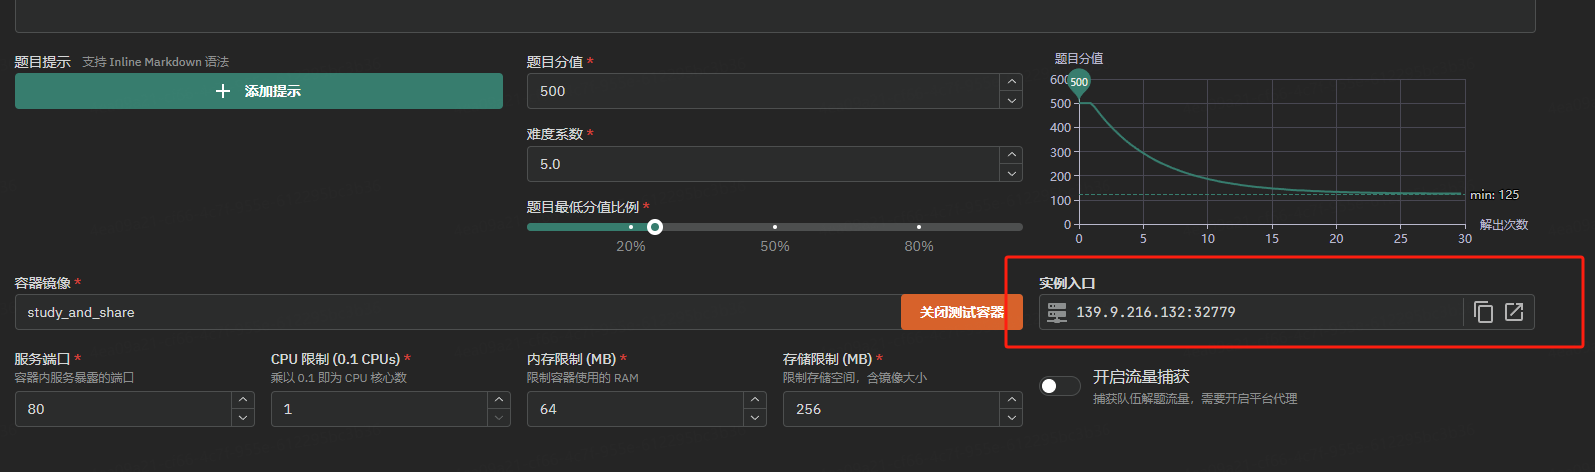 题目提示 支持 Inline Markdown 语法
添加提示
题目分值 *
500
难度系数 *
5.0
题目最低分值比例 *
20% 50% 80%
题目分值
600
500
500
400
300
200
100
0
min: 125
0 5 10 15 20 25 30
解出次数
容器镜像 *
study_and_share
关闭测试容器
实例入口
139.9.216.132:32779
服务端口 *
容器内服务暴露的端口
80
CPU 限制 (0.1 CPUs) *
乘以 0.1 即为 CPU 核心数
1
内存限制 (MB) *
限制容器使用的 RAM
64
存储限制 (MB) *
限制存储空间，含镜像大小
256
开启流量捕获
捕获队伍解题流量，需要开启平台代理